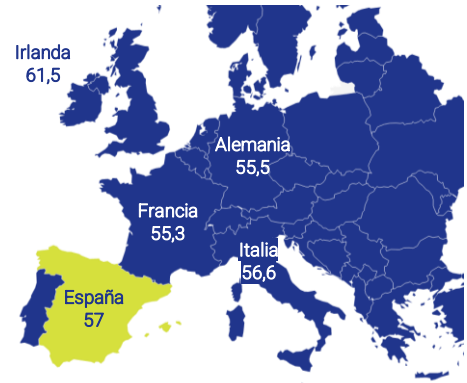 Irlanda
61,5
Alemania
55,5
Francia
55,3
Italia
56,6
España
57